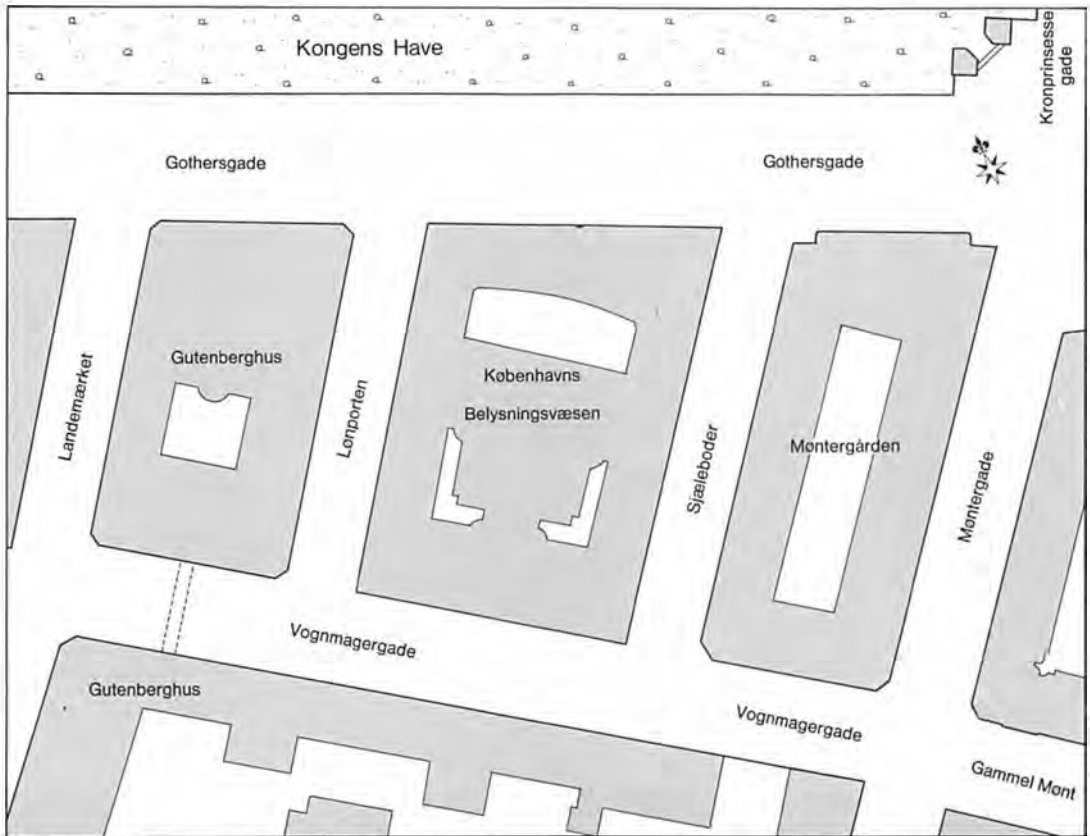 Kongens Have
Kronprinsesse
gade
Gothersgade
Gothersgade
Landemærket
Gutenberghus
Lønporten
Københavns
Belysningsvæsen
Sjæleboder
Møntergården
Møntergade
Vognmagergade
Gutenberghus
Vognmagergade
Gammel Mønt